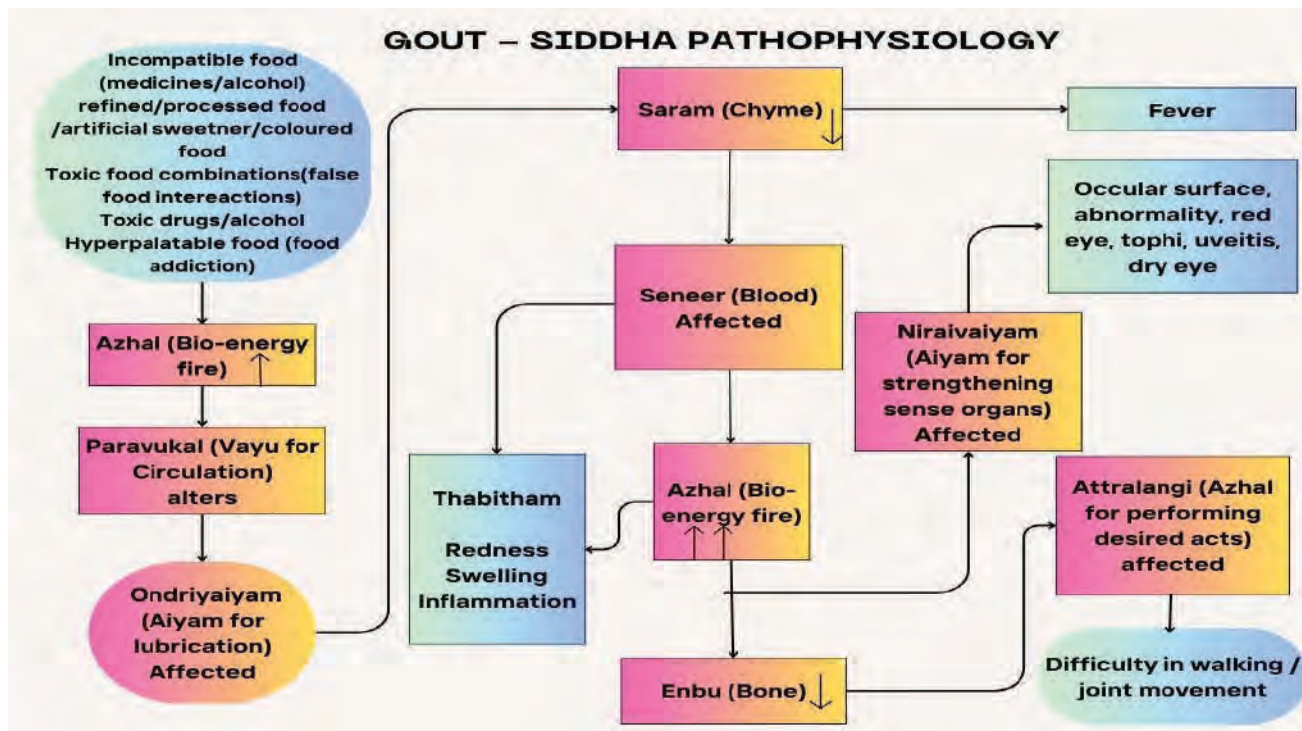 GOUT – SIDDHA PATHOPHYSIOLOGY
Incompatible food
(medicines/alcohol)
refined/processed food
/artificial sweetner/coloured
food
Toxic food combinations(false
food intereactions)
Toxic drugs/alcohol
Hyperpalatable food (food
addiction)
Azhal (Bio-energy
fire)
Paravukal (Vayu for
Circulation)
alters
Ondriyaiyam
(Aiyam for
lubrication)
Affected
Saram (Chyme)
Fever
Seneer (Blood)
Affected
Thabitham
Redness
Swelling
Inflammation
Azhal (Bio-
energy fire)
Niraivaiyam
(Aiyam for
strengthening
sense organs)
Affected
Occular surface,
abnormality, red
eye, tophi, uveitis,
dry eye
Enbu (Bone)
Attralangi (Azhal
for performing
desired acts)
affected
Difficulty in walking /
joint movement